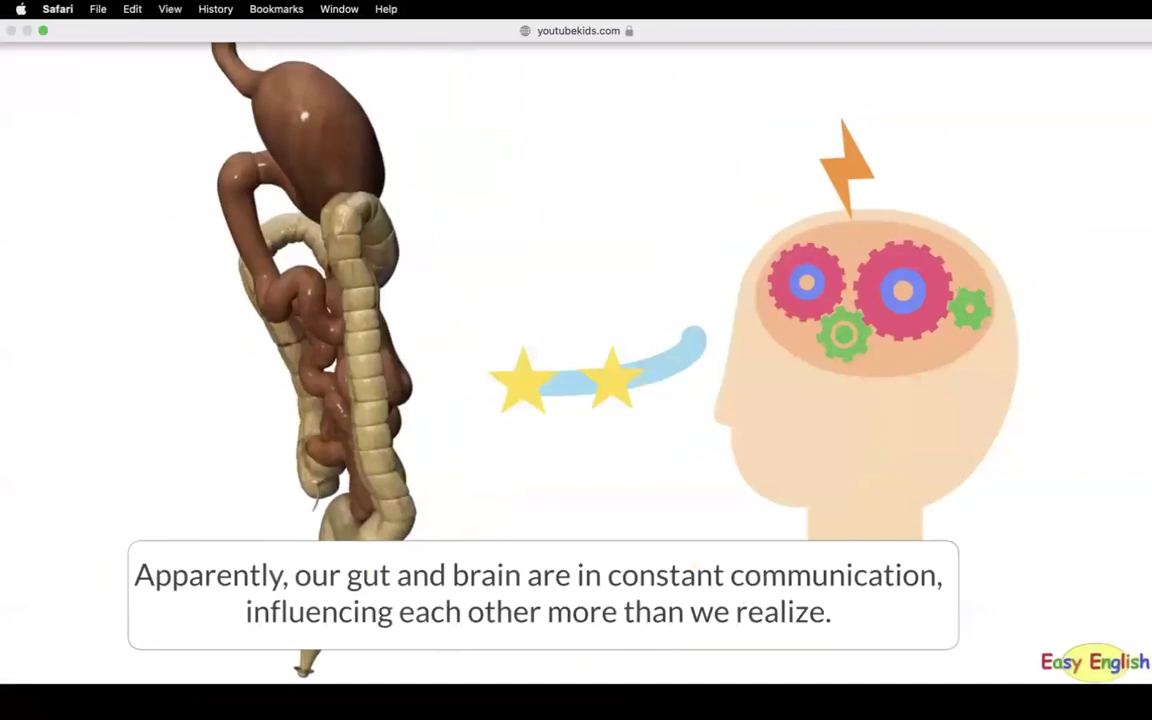 Safari File Edit View History Bookmarks Window Help
youtubekids.com
Apparently, our gut and brain are in constant communication,
influencing each other more than we realize.
Easy English